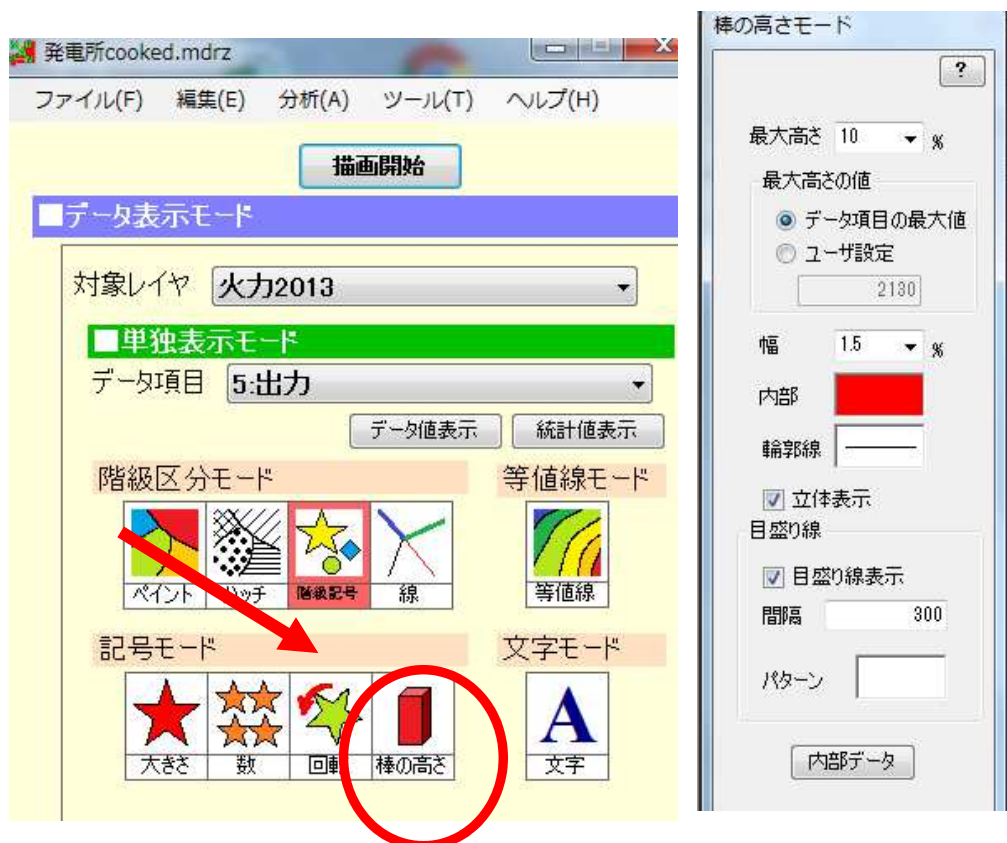 発電所cooked.mdrz
ファイル(F) 編集(E) 分析(A) ツール(T) ヘルプ(H)
描画開始
■データ表示モード
対象レイヤ 火力2013
■単独表示モード
データ項目 5:出力
データ値表示 統計値表示
階級区分モード 等値線モード
ペイント ハッチ 階級記号 線 等値線
記号モード 文字モード
大きさ 数 回転 棒の高さ A 文字
棒の高さモード
?
最大高さ 10 %
最大高さの値
データ項目の最大値
ユーザ設定
2130
幅 1.5 %
内部
輪郭線
立体表示
目盛り線
目盛り線表示
間隔 300
パターン
内部データ